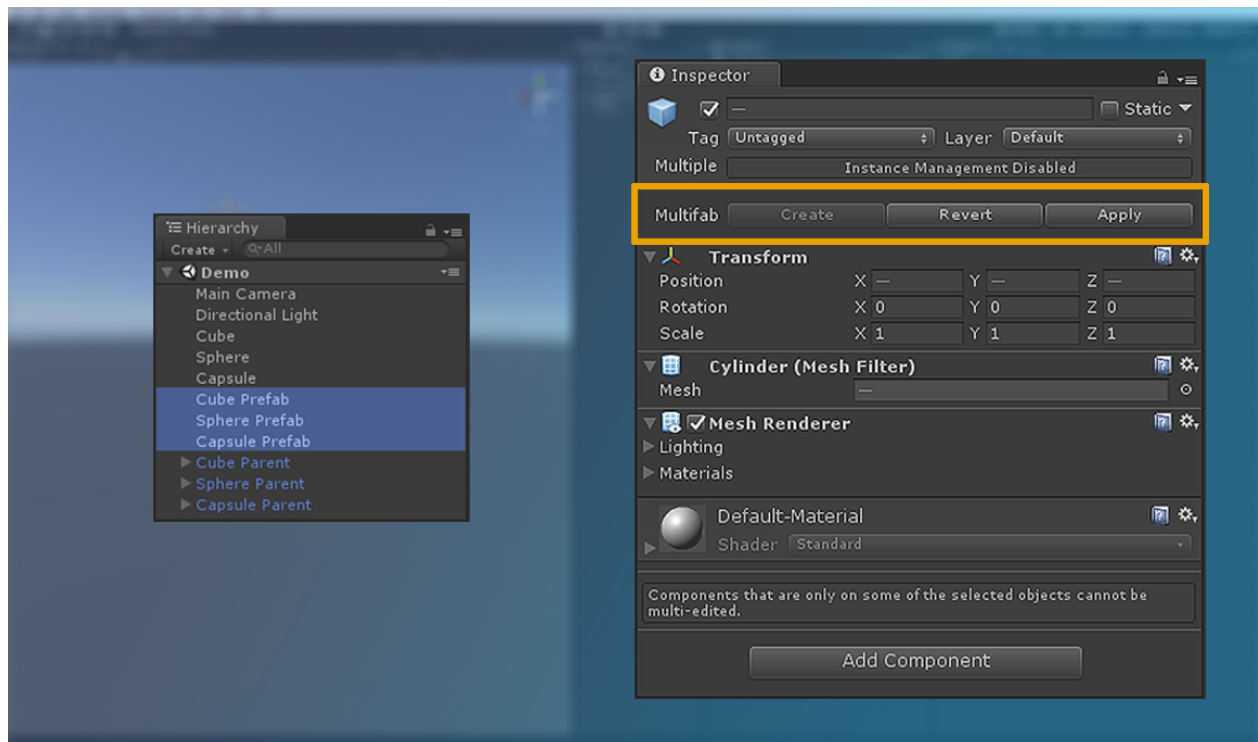 Hierarchy
Create All
Demo
Main Camera
Directional Light
Cube
Sphere
Capsule
Cube Prefab
Sphere Prefab
Capsule Prefab
Cube Parent
Sphere Parent
Capsule Parent
Inspector
— Static
Tag Untagged Layer Default
Multiple Instance Management Disabled
Multifab Create Revert Apply
Transform
Position X — Y — Z —
Rotation X 0 Y 0 Z 0
Scale X 1 Y 1 Z 1
Cylinder (Mesh Filter)
Mesh —
Mesh Renderer
Lighting
Materials
Default-Material
Shader Standard
Components that are only on some of the selected objects cannot be
multi-edited.
Add Component